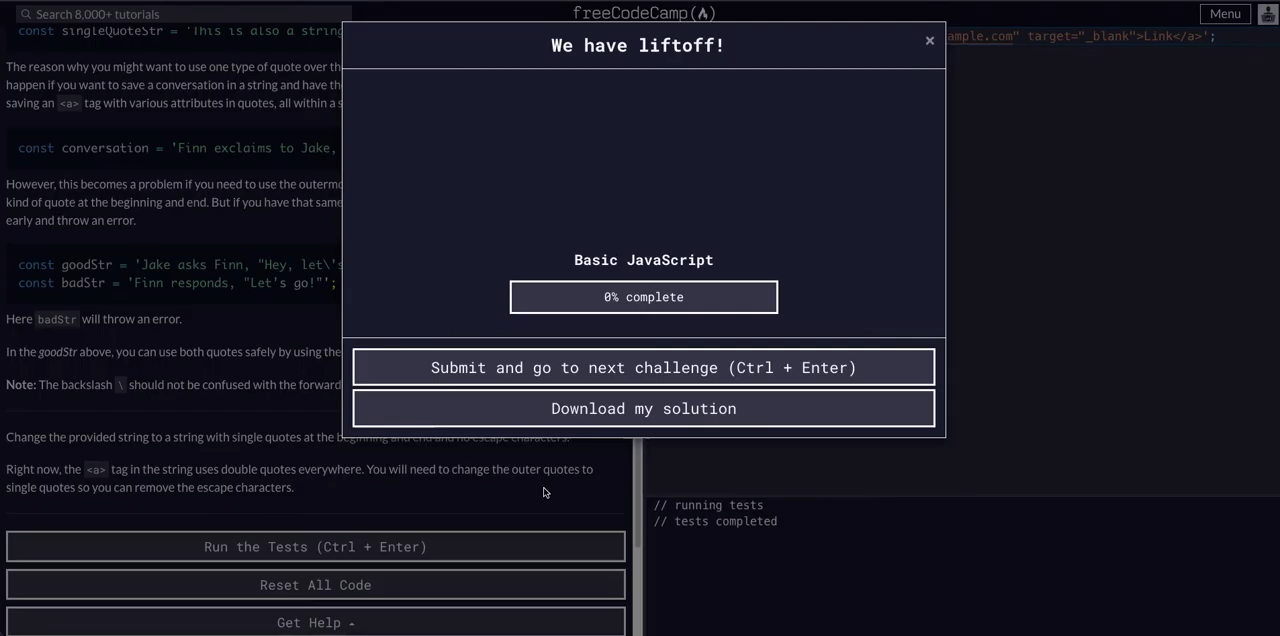 Search 8,000+ tutorials
freeCodeCamp
Menu
const singleQuoteStr = 'This is also a string
ample.com" target="_blank">Link</a>';
The reason why you might want to use one type of quote over th
happen if you want to save a conversation in a string and have th
saving an <a> tag with various attributes in quotes, all within a s
const conversation = 'Finn exclaims to Jake,
However, this becomes a problem if you need to use the outermo
kind of quote at the beginning and end. But if you have that same
early and throw an error.
const goodStr = 'Jake asks Finn, "Hey, let\'s
const badStr = 'Finn responds, "Let's go!"';
Here badStr will throw an error.
In the goodStr above, you can use both quotes safely by using the
Note: The backslash \ should not be confused with the forward
Change the provided string to a string with single quotes at the beginning and end and no escape characters.
Right now, the <a> tag in the string uses double quotes everywhere. You will need to change the outer quotes to
single quotes so you can remove the escape characters.
Run the Tests (Ctrl + Enter)
Reset All Code
Get Help
We have liftoff!
×
Basic JavaScript
0% complete
Submit and go to next challenge (Ctrl + Enter)
Download my solution
// running tests
// tests completed